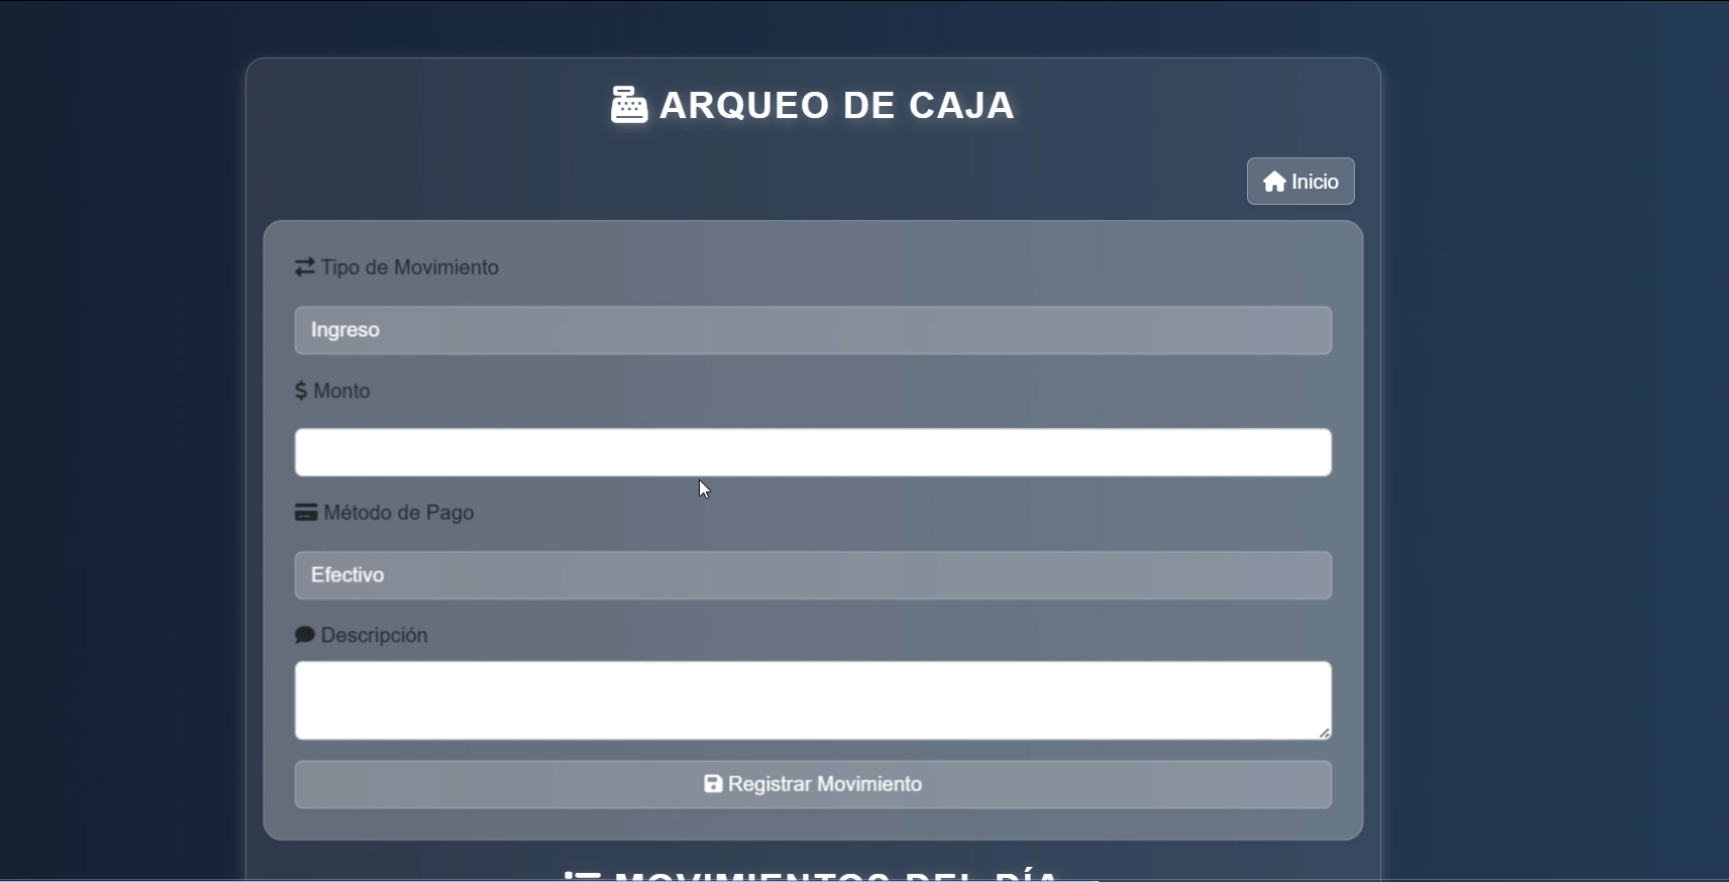 ARQUEO DE CAJA
Inicio
Tipo de Movimiento
Ingreso
$ Monto
Método de Pago
Efectivo
Descripción
Registrar Movimiento
MOVIMIENTOS DEL DÍA